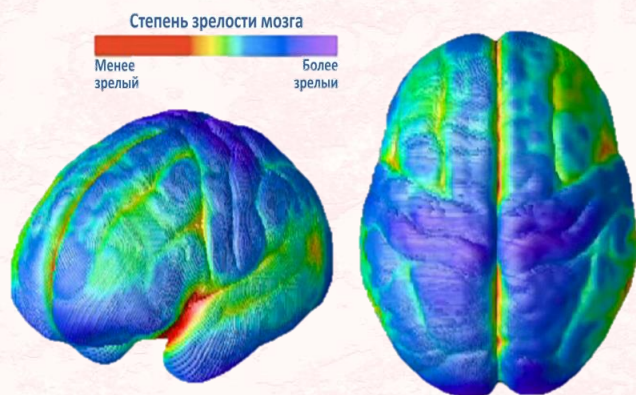 Степень зрелости мозга
Менее
зрелый
Более
зрелыи